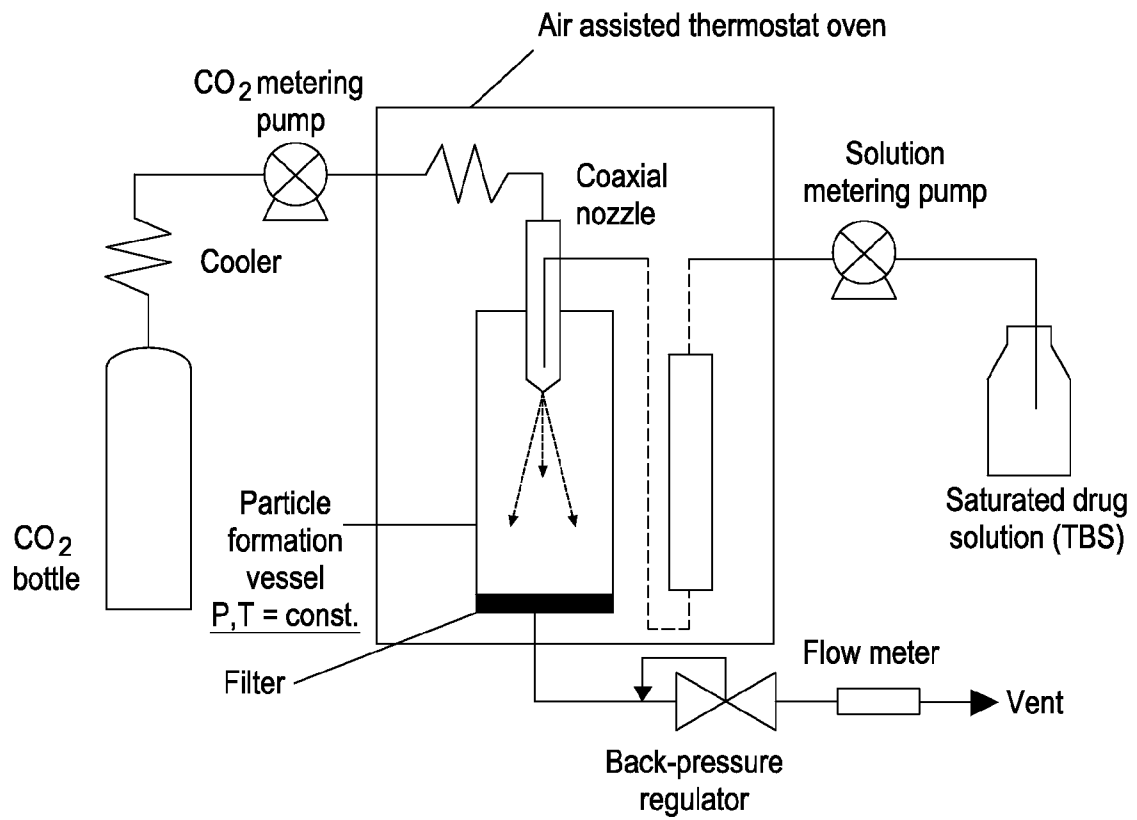 Air assisted thermostat oven
CO2 metering
pump
Solution
metering pump
Coaxial
nozzle
Cooler
Saturated drug
solution (TBS)
Particle
formation
vessel
P,T = const.
CO2
bottle
Filter
Flow meter
Vent
Back-pressure
regulator